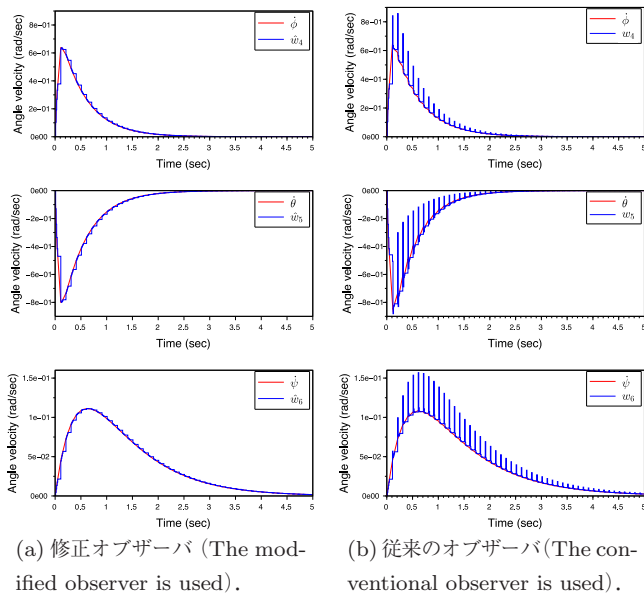 8e−01
6e−01
4e−01
2e−01
0e00
Angle velocity (rad/sec)
φ̇
ŵ4
0 0.5 1 1.5 2 2.5 3 3.5 4 4.5 5
Time (sec)
8e−01
6e−01
4e−01
2e−01
0e00
Angle velocity (rad/sec)
φ̇
w4
0 0.5 1 1.5 2 2.5 3 3.5 4 4.5 5
Time (sec)
0e00
−2e−01
−4e−01
−6e−01
−8e−01
Angle velocity (rad/sec)
θ̇
ŵ5
0 0.5 1 1.5 2 2.5 3 3.5 4 4.5 5
Time (sec)
0e00
−2e−01
−4e−01
−6e−01
−8e−01
Angle velocity (rad/sec)
θ̇
w5
0 0.5 1 1.5 2 2.5 3 3.5 4 4.5 5
Time (sec)
1.5e−01
1e−01
5e−02
0e00
Angle velocity (rad/sec)
ψ̇
ŵ6
0 0.5 1 1.5 2 2.5 3 3.5 4 4.5 5
Time (sec)
1.5e−01
1e−01
5e−02
0e00
Angle velocity (rad/sec)
ψ̇
w6
0 0.5 1 1.5 2 2.5 3 3.5 4 4.5 5
Time (sec)
(a) 修正オブザーバ（The mod-
ified observer is used）．
(b) 従来のオブザーバ（The con-
ventional observer is used）．